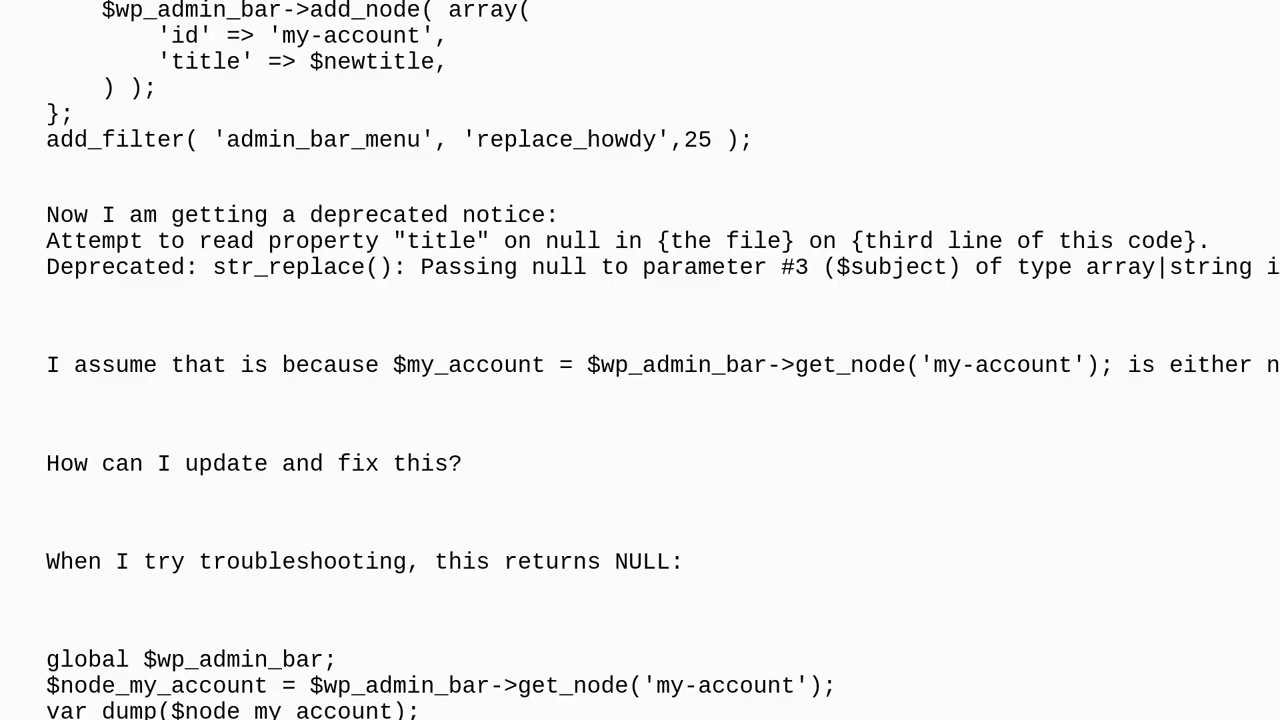 $wp_admin_bar->add_node( array(
        'id' => 'my-account',
        'title' => $newtitle,
    ) );
};
add_filter( 'admin_bar_menu', 'replace_howdy',25 );
Now I am getting a deprecated notice:
Attempt to read property "title" on null in {the file} on {third line of this code}.
Deprecated: str_replace(): Passing null to parameter #3 ($subject) of type array|string i
I assume that is because $my_account = $wp_admin_bar->get_node('my-account'); is either n
How can I update and fix this?
When I try troubleshooting, this returns NULL:
global $wp_admin_bar;
$node_my_account = $wp_admin_bar->get_node('my-account');
var_dump($node_my_account);